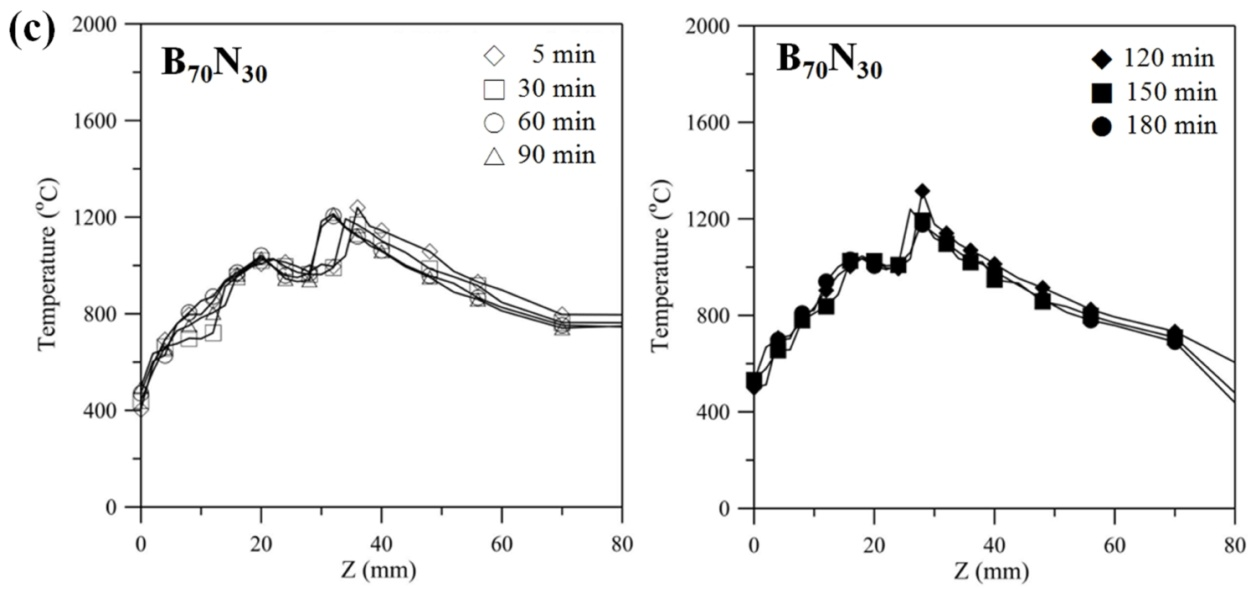 (c)
B₇₀N₃₀
5 min
30 min
60 min
90 min
2000
1600
1200
800
400
0
Temperature (°C)
0 20 40 60 80
Z (mm)
B₇₀N₃₀
120 min
150 min
180 min
2000
1600
1200
800
400
0
Temperature (°C)
0 20 40 60 80
Z (mm)